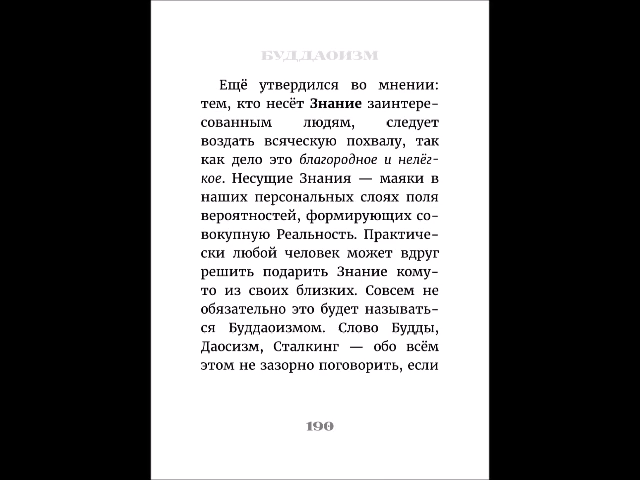 БУДДАОИЗМ
Ещё утвердился во мнении:
тем, кто несёт Знание заинтере-
сованным людям, следует
воздать всяческую похвалу, так
как дело это благородное и нелёг-
кое. Несущие Знания — маяки в
наших персональных слоях поля
вероятностей, формирующих со-
вокупную Реальность. Практиче-
ски любой человек может вдруг
решить подарить Знание кому-
то из своих близких. Совсем не
обязательно это будет называть-
ся Буддаоизмом. Слово Будды,
Даосизм, Сталкинг — обо всём
этом не зазорно поговорить, если
190